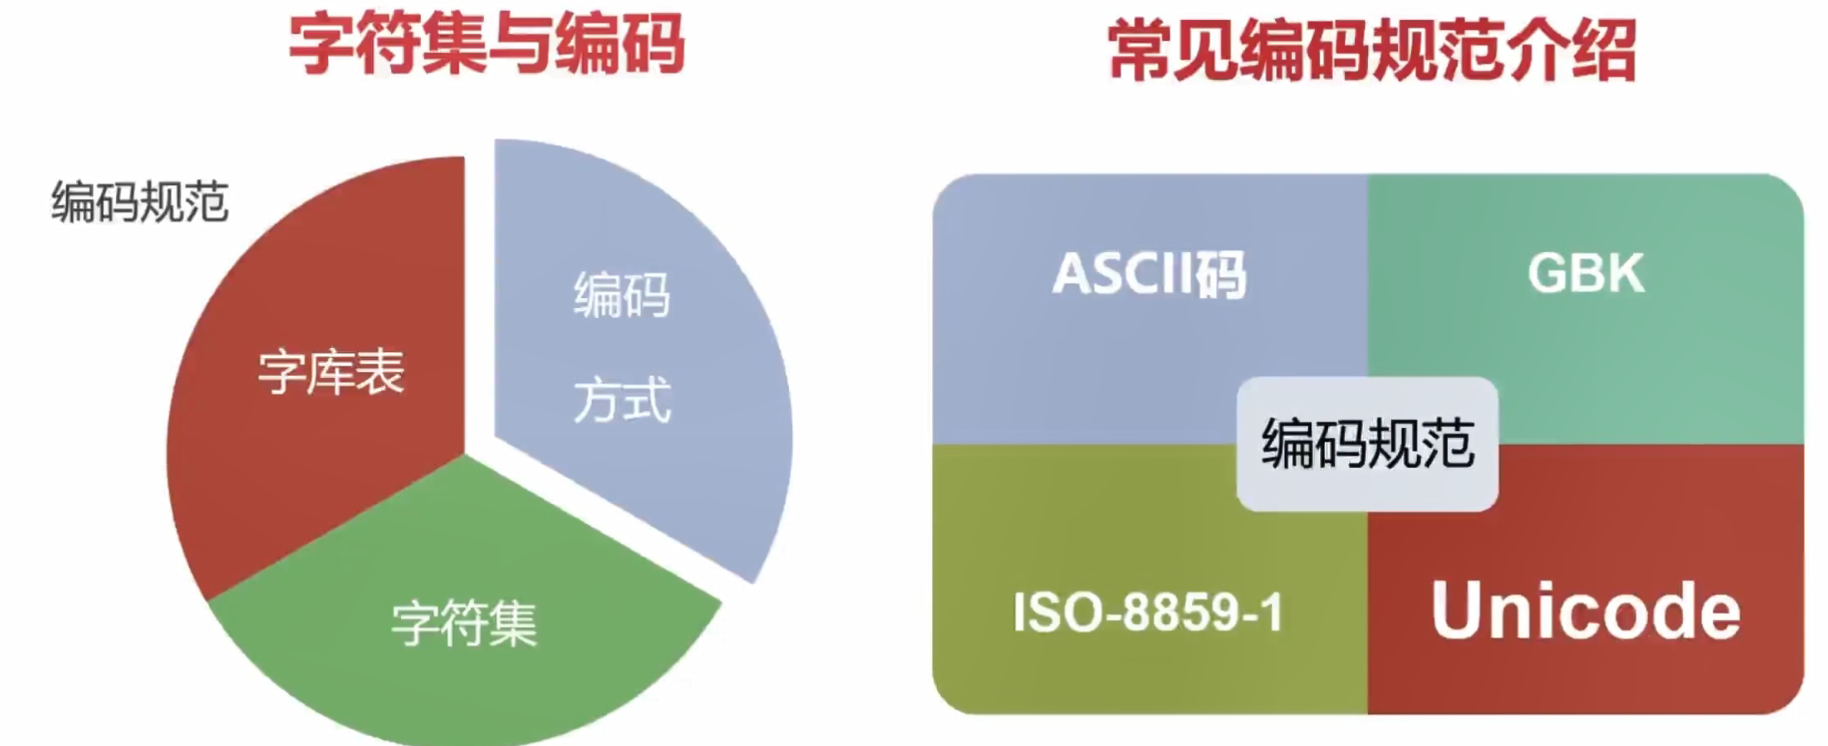 字符集与编码
编码规范
字库表
编码
方式
字符集
常见编码规范介绍
ASCII码
GBK
编码规范
ISO-8859-1
Unicode